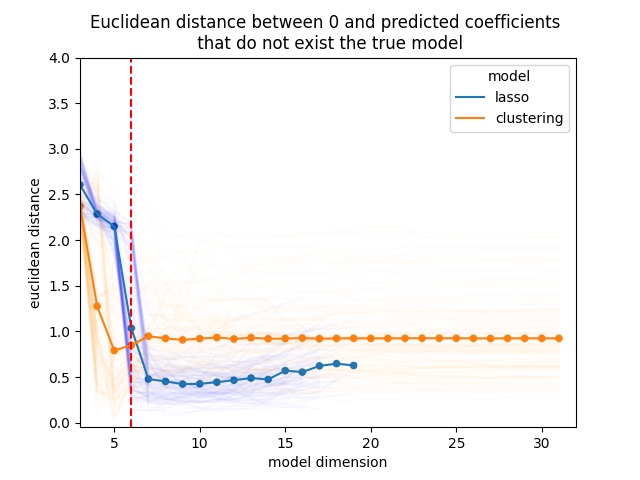 Euclidean distance between 0 and predicted coefficients
that do not exist the true model
4.0
3.5
3.0
2.5
2.0
1.5
1.0
0.5
0.0
euclidean distance
model
lasso
clustering
5
10
15
20
25
30
model dimension